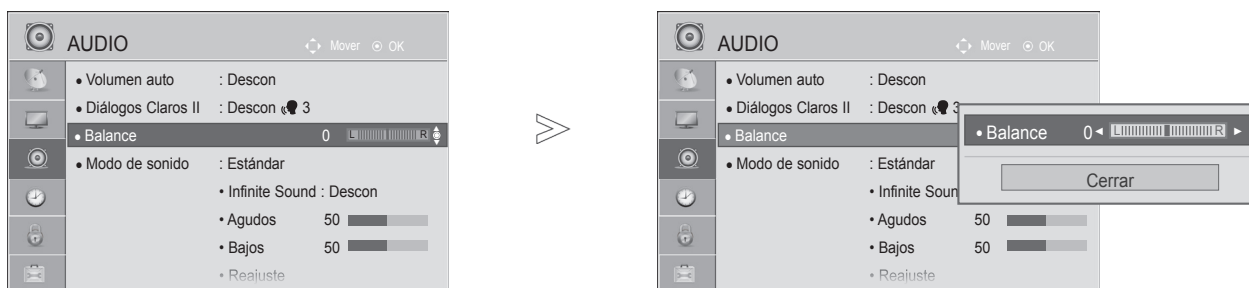 AUDIO Mover OK
• Volumen auto : Descon
• Diálogos Claros II : Descon 3
• Balance 0 L R
• Modo de sonido : Estándar
• Infinite Sound : Descon
• Agudos 50
• Bajos 50
• Reajuste
>
AUDIO Mover OK
• Volumen auto : Descon
• Diálogos Claros II : Descon 3
• Balance
• Modo de sonido : Estándar
• Infinite Soun
• Agudos 50
• Bajos 50
• Reajuste
• Balance 0 ◄ L R ►
Cerrar